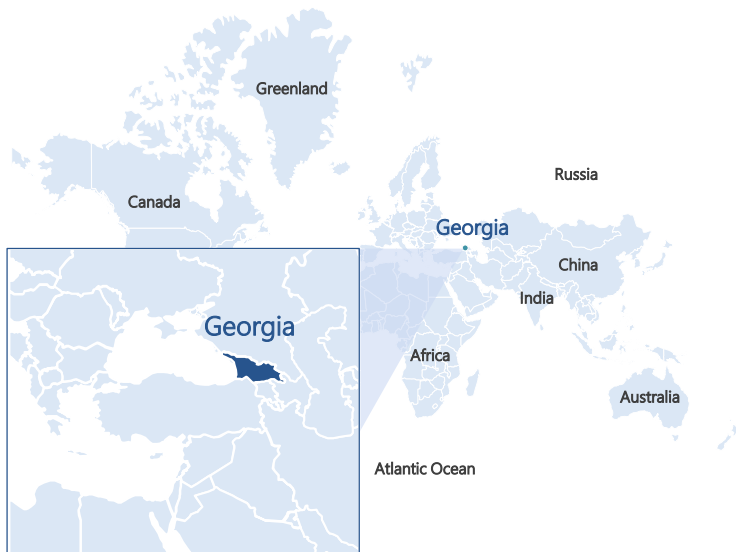 Greenland
Russia
Canada
Georgia
China
India
Georgia
Africa
Australia
Atlantic Ocean